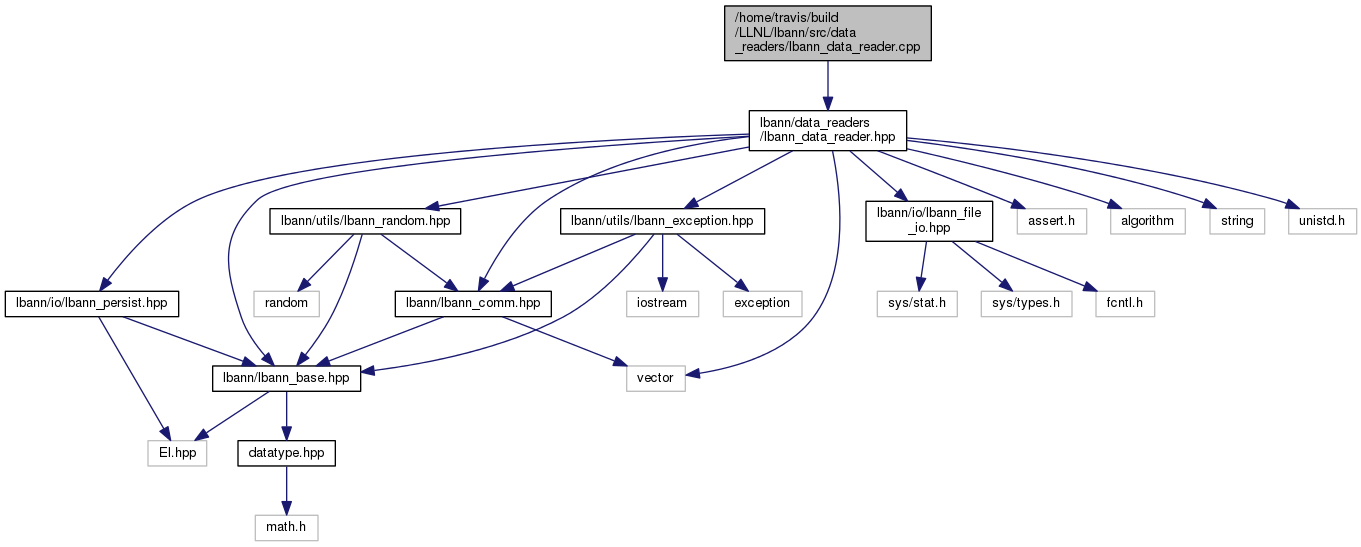 /home/travis/build
/LLNL/lbann/src/data
_readers/lbann_data_reader.cpp
lbann/data_readers
/lbann_data_reader.hpp
lbann/utils/lbann_random.hpp
lbann/utils/lbann_exception.hpp
lbann/io/lbann_file
_io.hpp
assert.h
algorithm
string
unistd.h
lbann/io/lbann_persist.hpp
random
lbann/lbann_comm.hpp
iostream
exception
sys/stat.h
sys/types.h
fcntl.h
lbann/lbann_base.hpp
vector
El.hpp
datatype.hpp
math.h